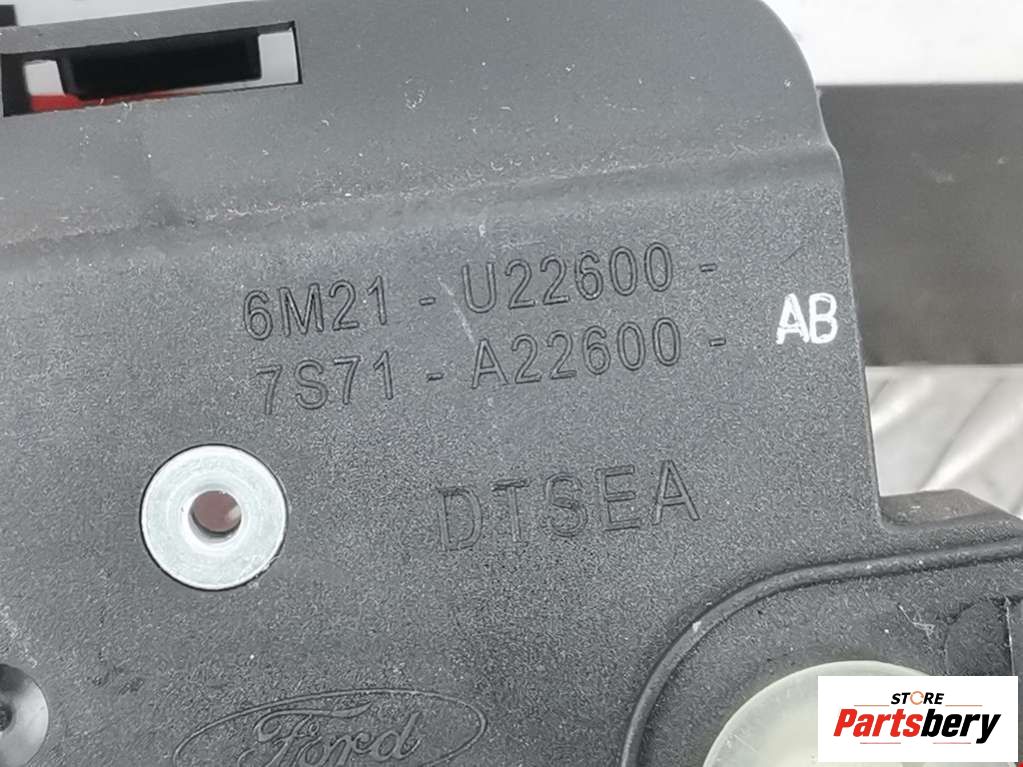 6M21 - U22600 -
7S71 - A22600 - AB
DTSEA
Ford
STORE
Partsbery